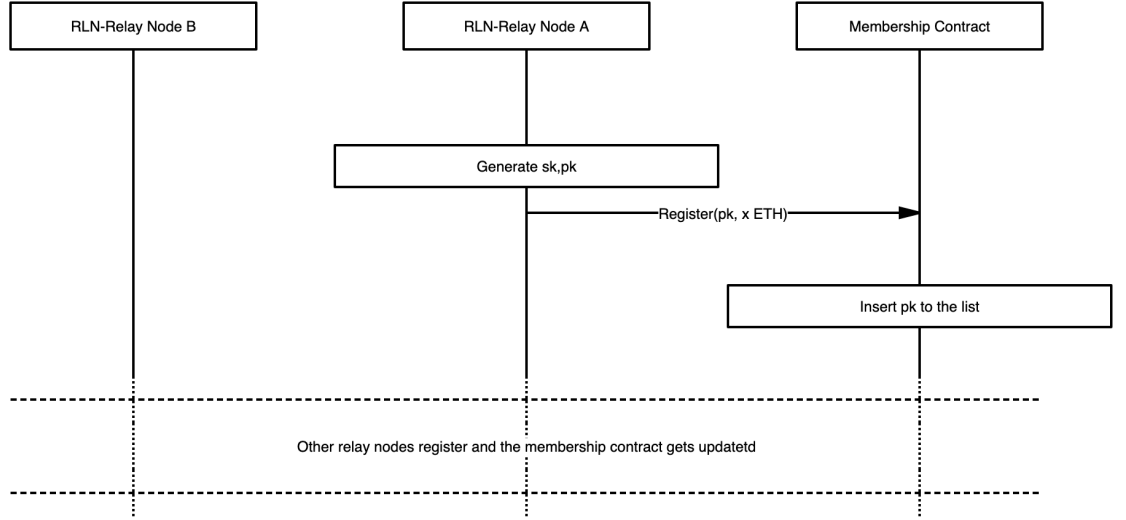 RLN-Relay Node B
RLN-Relay Node A
Membership Contract
Generate sk,pk
Register(pk, x ETH)
Insert pk to the list
Other relay nodes register and the membership contract gets updatetd